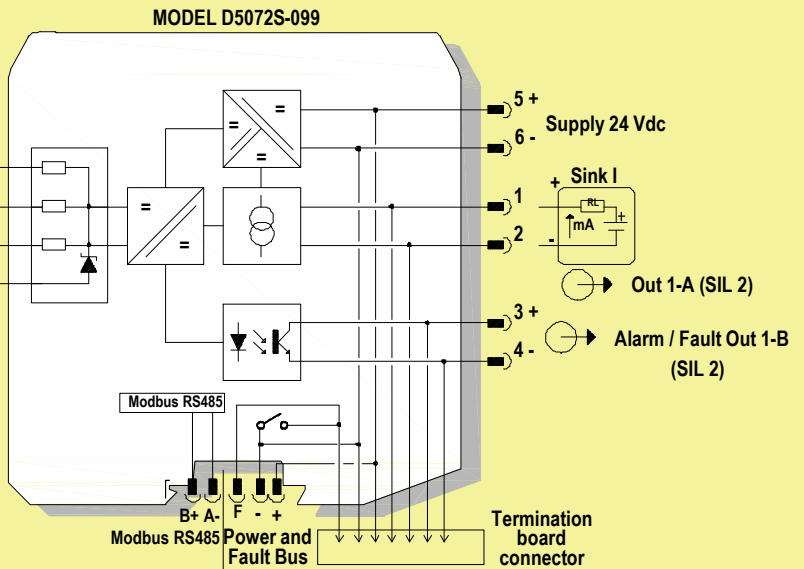 MODEL D5072S-099
=
=
=
5 +
6 -
Supply 24 Vdc
=
=
1
2
+
Sink I
RL
+
mA
-
Out 1-A (SIL 2)
3 +
4 -
Alarm / Fault Out 1-B
(SIL 2)
Modbus RS485
B+ A- F - +
Modbus RS485
Power and
Fault Bus
Termination
board
connector